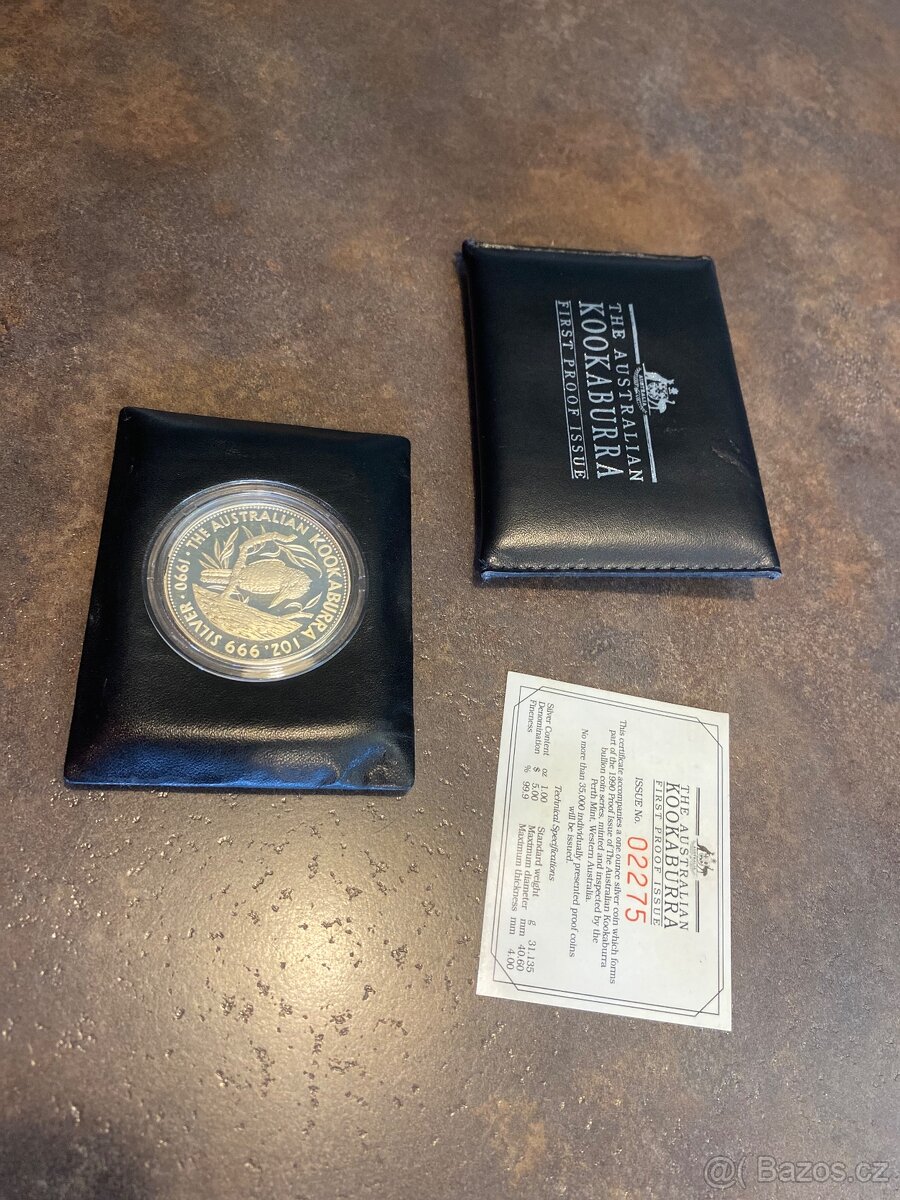 1990 · THE AUSTRALIAN KOOKABURRA 1OZ. 999 SILVER ·
AUSTRALIA
THE AUSTRALIAN
KOOKABURRA
FIRST PROOF ISSUE
THE AUSTRALIAN
KOOKABURRA
FIRST PROOF ISSUE
ISSUE No. 02275
This certificate accompanies a one ounce silver coin which forms
part of the 1990 Proof Issue of The Australian Kookaburra
bullion coin series, minted and inspected by the
Perth Mint, Western Australia.
No more than 35,000 individually presented proof coins
will be issued.
Technical Specifications
Silver Content oz 1.00 Standard weight g 31.135
Denomination $ 5.00 Maximum diameter mm 40.60
Fineness % 99.9 Maximum thickness mm 4.00
@( Bazos.cz